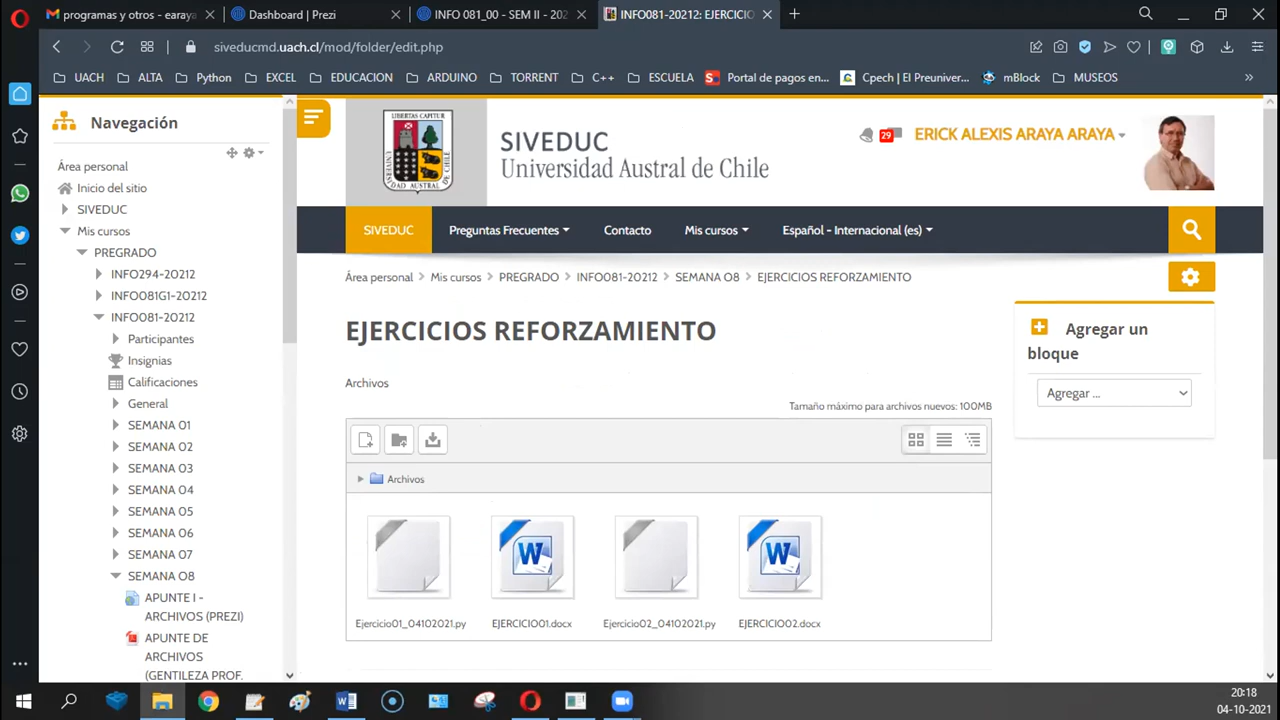 programas y otros - earay
Dashboard | Prezi
INFO 081_00 - SEM II - 202
INFO081-20212: EJERCICIO
siveducmd.uach.cl/mod/folder/edit.php
UACH
ALTA
Python
EXCEL
EDUCACION
ARDUINO
TORRENT
C++
ESCUELA
Portal de pagos en...
Cpech | El Preuniver...
mBlock
MUSEOS
Navegación
Área personal
Inicio del sitio
SIVEDUC
Mis cursos
PREGRADO
INFO294-20212
INFO081G1-20212
INFO081-20212
Participantes
Insignias
Calificaciones
General
SEMANA 01
SEMANA 02
SEMANA 03
SEMANA 04
SEMANA 05
SEMANA 06
SEMANA 07
SEMANA O8
APUNTE I -
ARCHIVOS (PREZI)
APUNTE DE
ARCHIVOS
(GENTILEZA PROF.
LIBERTAS CAPITUR
SIVEDUC
Universidad Austral de Chile
29
ERICK ALEXIS ARAYA ARAYA
SIVEDUC
Preguntas Frecuentes
Contacto
Mis cursos
Español - Internacional (es)
Área personal > Mis cursos > PREGRADO > INFO081-20212 > SEMANA O8 > EJERCICIOS REFORZAMIENTO
EJERCICIOS REFORZAMIENTO
Archivos
Tamaño máximo para archivos nuevos: 100MB
Archivos
Ejercicio01_04102021.py
EJERCICIO01.docx
Ejercicio02_04102021.py
EJERCICIO02.docx
Agregar un
bloque
Agregar ...
20:18
04-10-2021